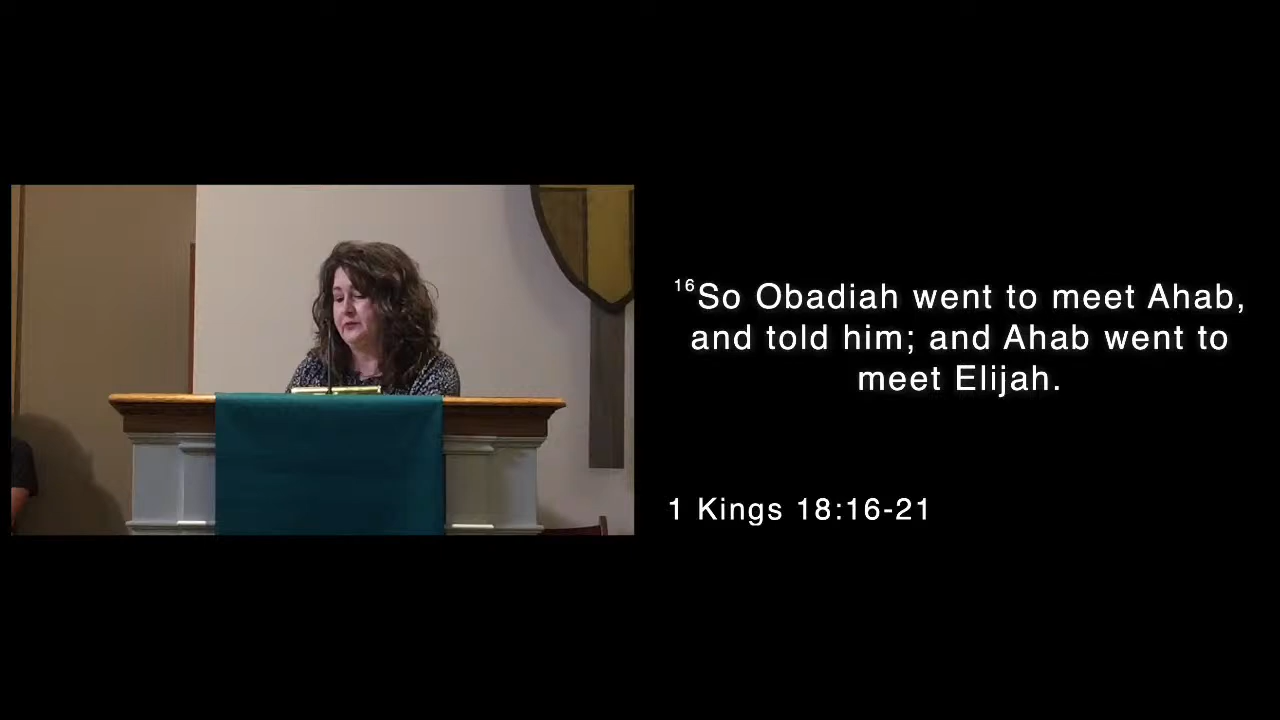 16So Obadiah went to meet Ahab,
and told him; and Ahab went to
meet Elijah.
1 Kings 18:16-21